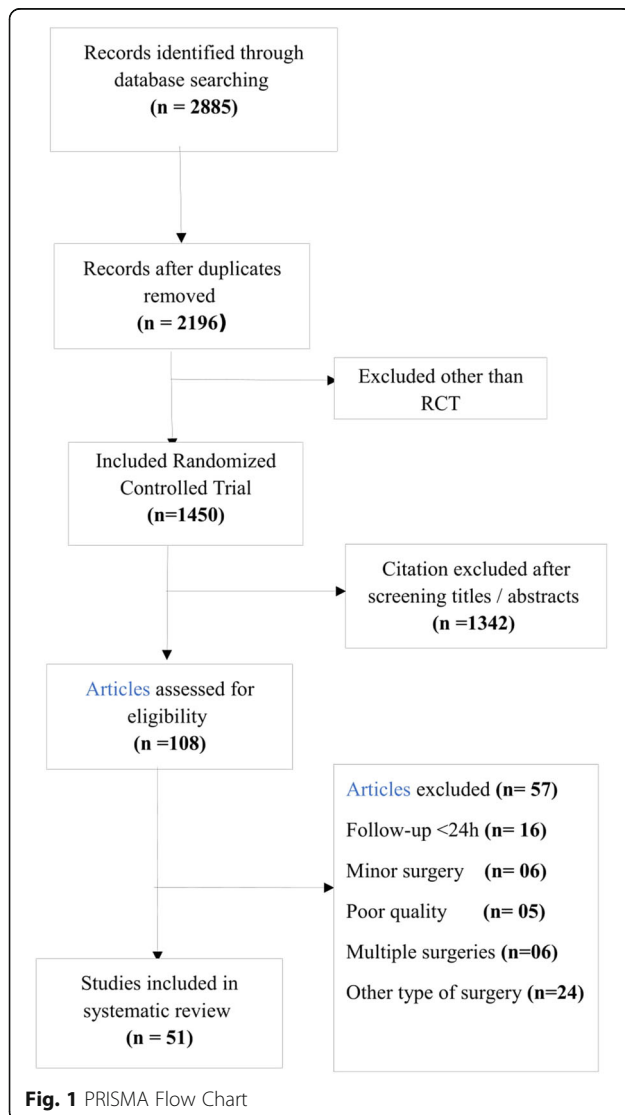 Records identified through
database searching
(n = 2885)
Records after duplicates
removed
(n = 2196)
Excluded other than
RCT
Included Randomized
Controlled Trial
(n=1450)
Citation excluded after
screening titles / abstracts
(n =1342)
Articles assessed for
eligibility
(n =108)
Articles excluded (n= 57)
Follow-up <24h (n= 16)
Minor surgery (n= 06)
Poor quality (n= 05)
Multiple surgeries (n=06)
Other type of surgery (n=24)
Studies included in
systematic review
(n = 51)
Fig. 1 PRISMA Flow Chart